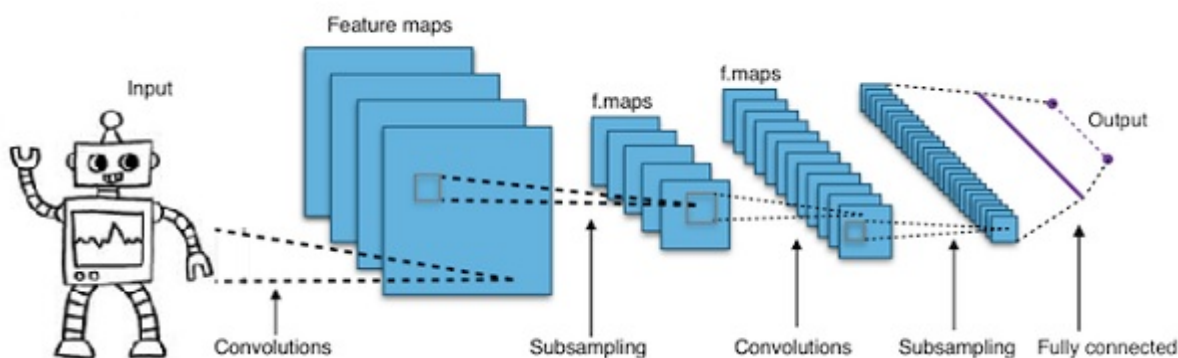 Feature maps
Input
f.maps
f.maps
Output
Convolutions
Subsampling
Convolutions
Subsampling
Fully connected